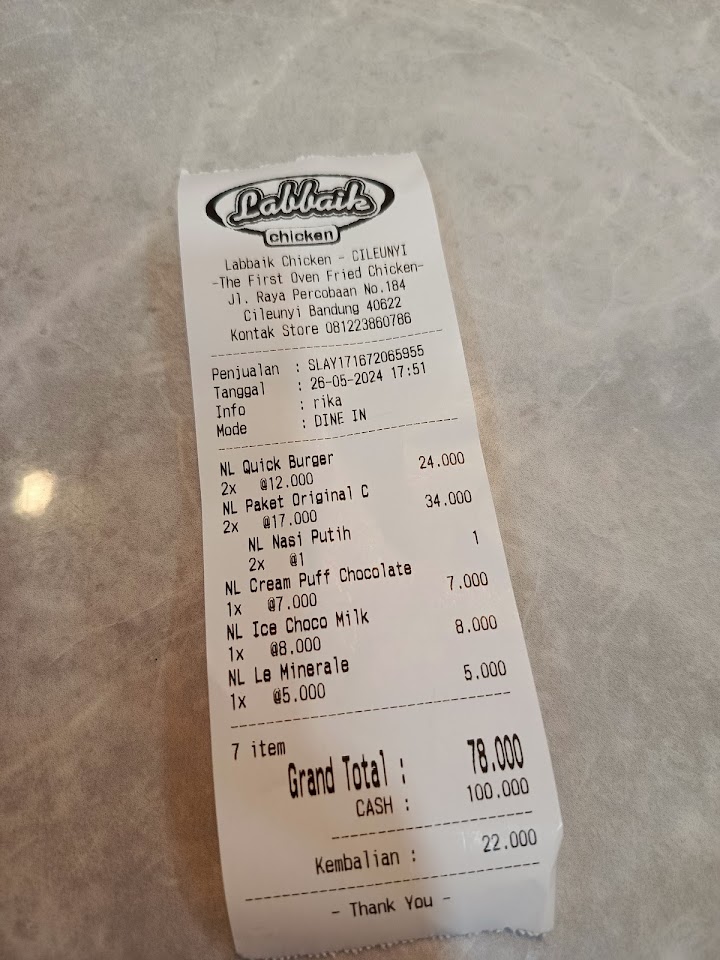 Labbaik
chicken
Labbaik Chicken - CILEUNYI
-The First Oven Fried Chicken-
Jl. Raya Percobaan No.184
Cileunyi Bandung 40622
Kontak Store 081223860786
Penjualan : SLAY171672065955
Tanggal : 26-05-2024 17:51
Info : rika
Mode : DINE IN
NL Quick Burger
2x @12.000 24.000
NL Paket Original C
2x @17.000 34.000
NL Nasi Putih
2x @1 1
NL Cream Puff Chocolate
1x @7.000 7.000
NL Ice Choco Milk
1x @8.000 8.000
NL Le Minerale
1x @5.000 5.000
7 item
Grand Total : 78.000
CASH : 100.000
Kembalian : 22.000
- Thank You -